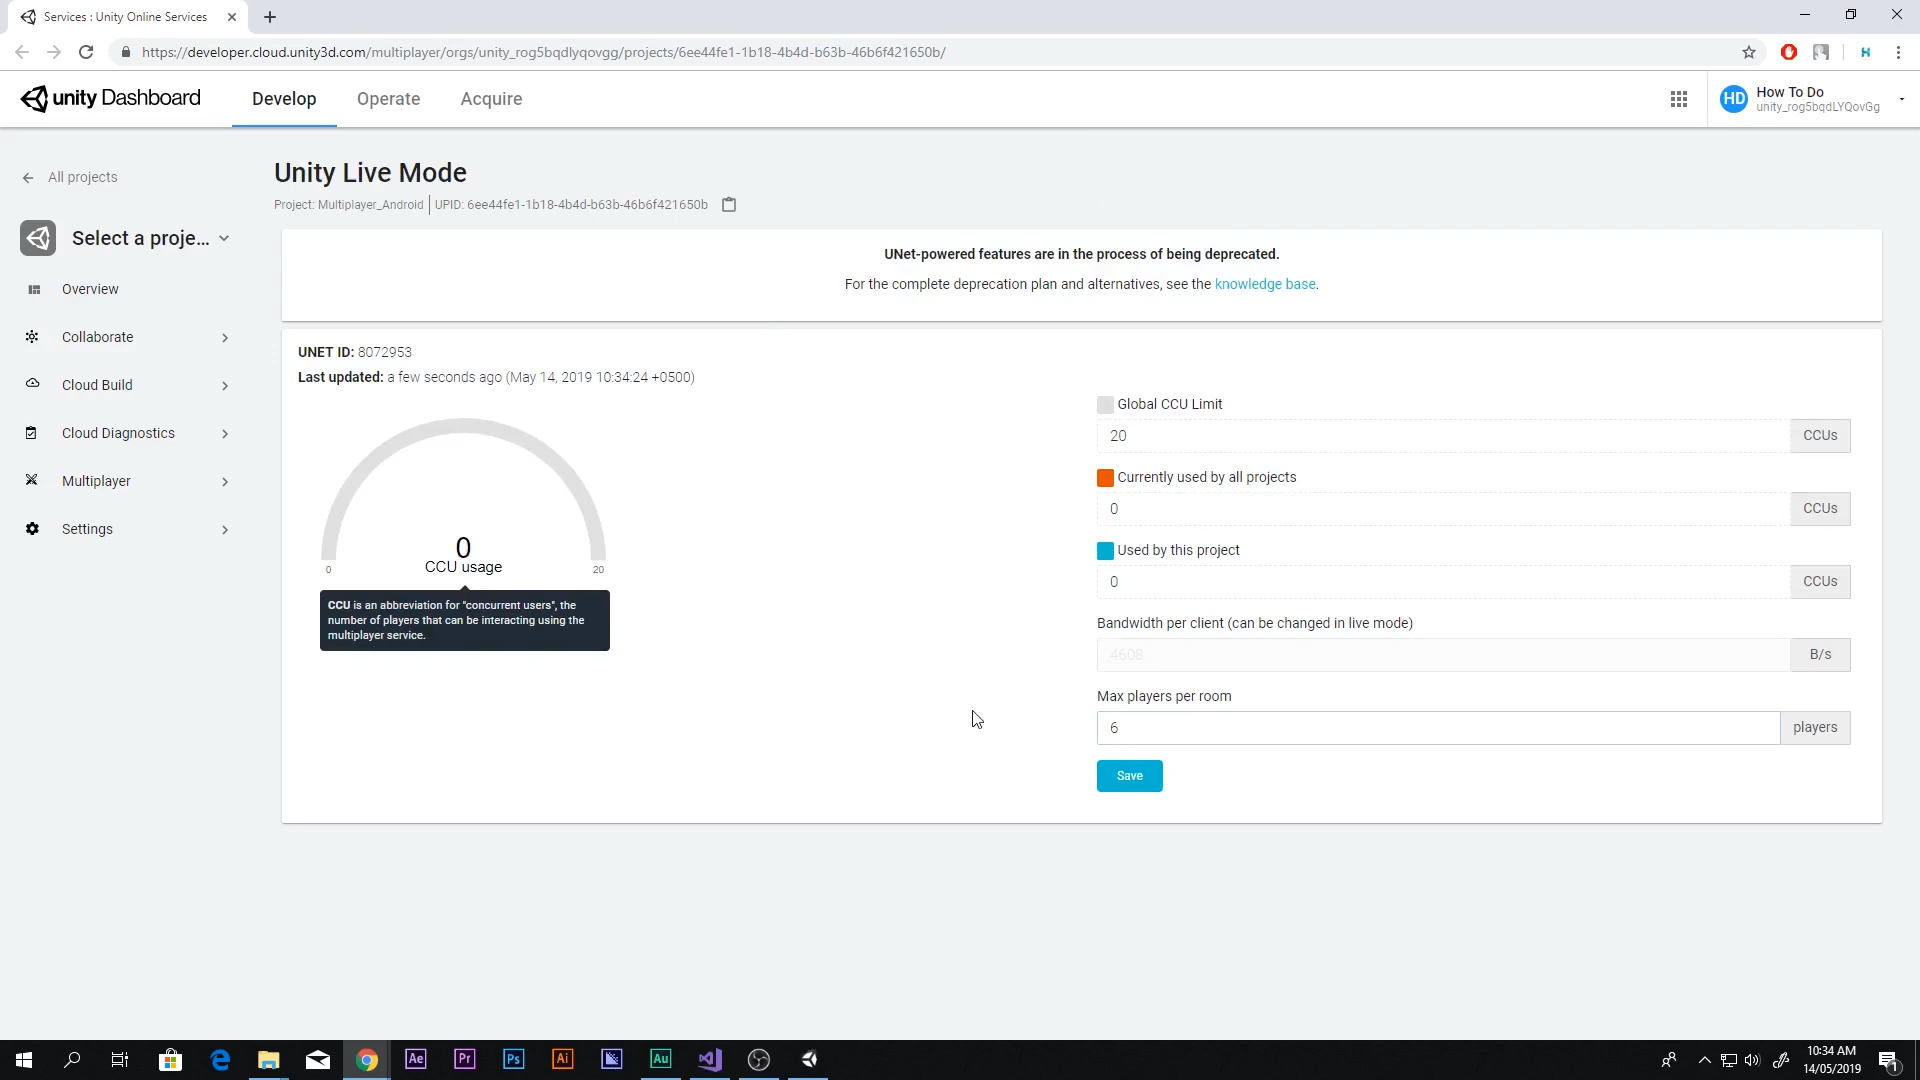 Services : Unity Online Services
https://developer.cloud.unity3d.com/multiplayer/orgs/unity_rog5bqdlyqovgg/projects/6ee44fe1-1b18-4b4d-b63b-46b6f421650b/
H
unity Dashboard
Develop
Operate
Acquire
HD
How To Do
unity_rog5bqdLYQovGg
All projects
Unity Live Mode
Project: Multiplayer_Android
UPID: 6ee44fe1-1b18-4b4d-b63b-46b6f421650b
Select a proje...
Overview
Collaborate
Cloud Build
Cloud Diagnostics
Multiplayer
Settings
UNet-powered features are in the process of being deprecated.
For the complete deprecation plan and alternatives, see the knowledge base.
UNET ID: 8072953
Last updated: a few seconds ago (May 14, 2019 10:34:24 +0500)
0
CCU usage
0
20
CCU is an abbreviation for "concurrent users", the
number of players that can be interacting using the
multiplayer service.
Global CCU Limit
20
CCUs
Currently used by all projects
0
CCUs
Used by this project
0
CCUs
Bandwidth per client (can be changed in live mode)
4608
B/s
Max players per room
6
players
Save
Ae
Pr
Ps
Ai
Au
10:34 AM
14/05/2019
1